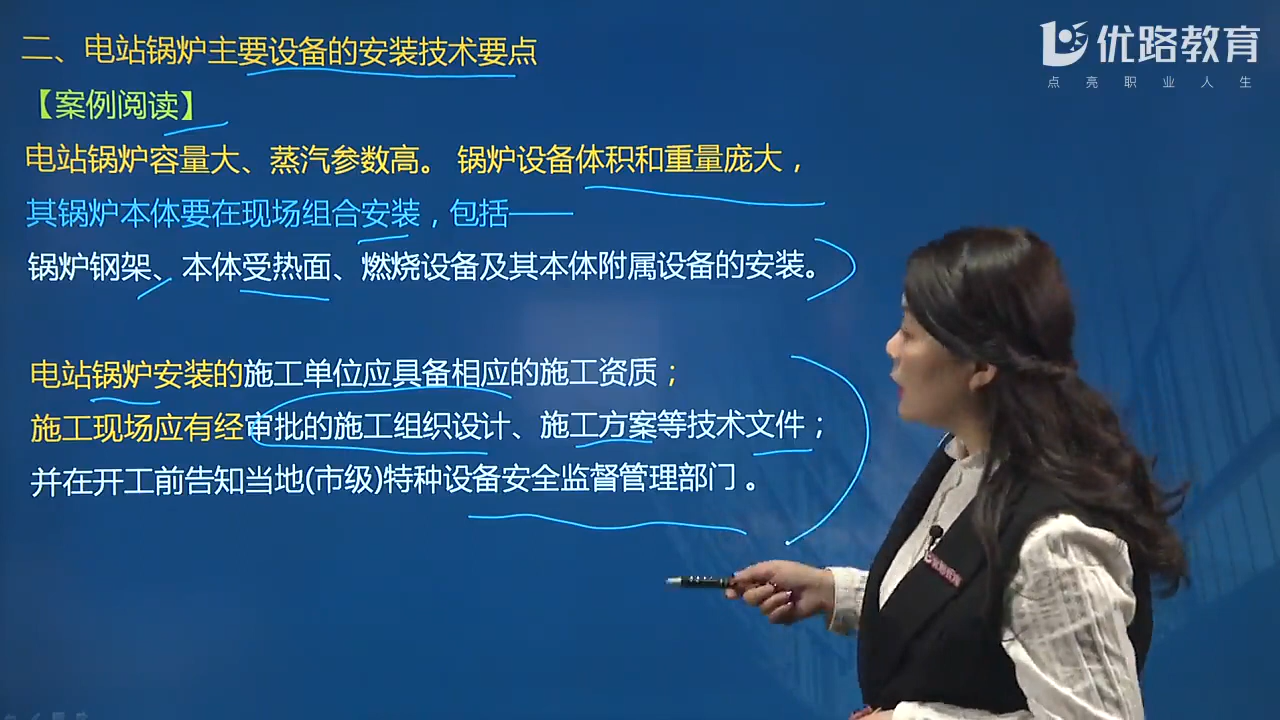 二、电站锅炉主要设备的安装技术要点
优路教育
点亮职业人生
【案例阅读】
电站锅炉容量大、蒸汽参数高。 锅炉设备体积和重量庞大，
其锅炉本体要在现场组合安装，包括——
锅炉钢架、本体受热面、燃烧设备及其本体附属设备的安装。
电站锅炉安装的施工单位应具备相应的施工资质；
施工现场应有经审批的施工组织设计、施工方案等技术文件；
并在开工前告知当地(市级)特种设备安全监督管理部门 。